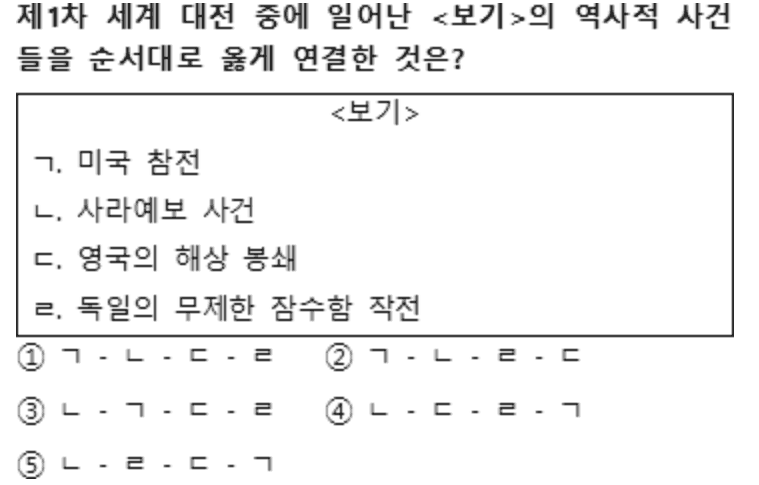 제1차 세계 대전 중에 일어난 <보기>의 역사적 사건
들을 순서대로 옳게 연결한 것은?
<보기>
ㄱ. 미국 참전
ㄴ. 사라예보 사건
ㄷ. 영국의 해상 봉쇄
ㄹ. 독일의 무제한 잠수함 작전
① ㄱ - ㄴ - ㄷ - ㄹ ② ㄱ - ㄴ - ㄹ - ㄷ
③ ㄴ - ㄱ - ㄷ - ㄹ ④ ㄴ - ㄷ - ㄹ - ㄱ
⑤ ㄴ - ㄹ - ㄷ - ㄱ